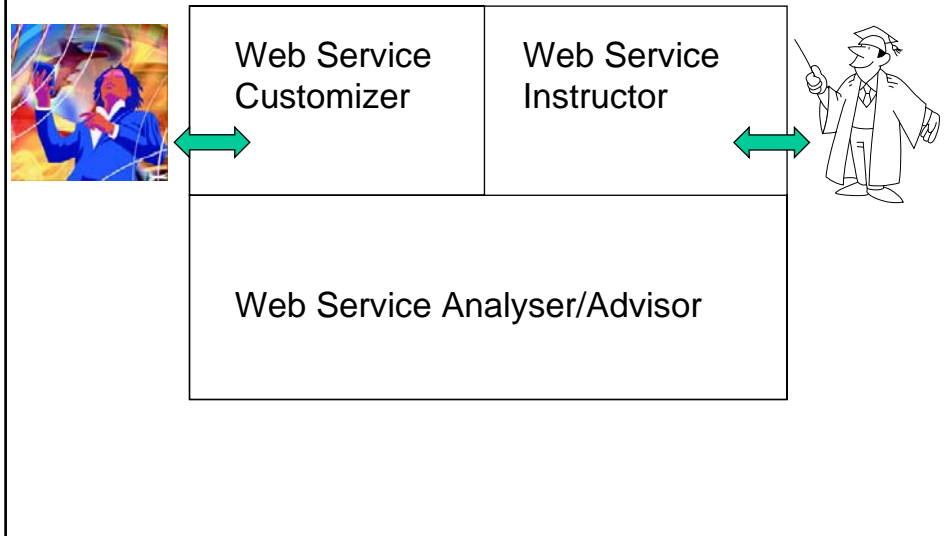 Web Service
Customizer
Web Service
Instructor
Web Service Analyser/Advisor